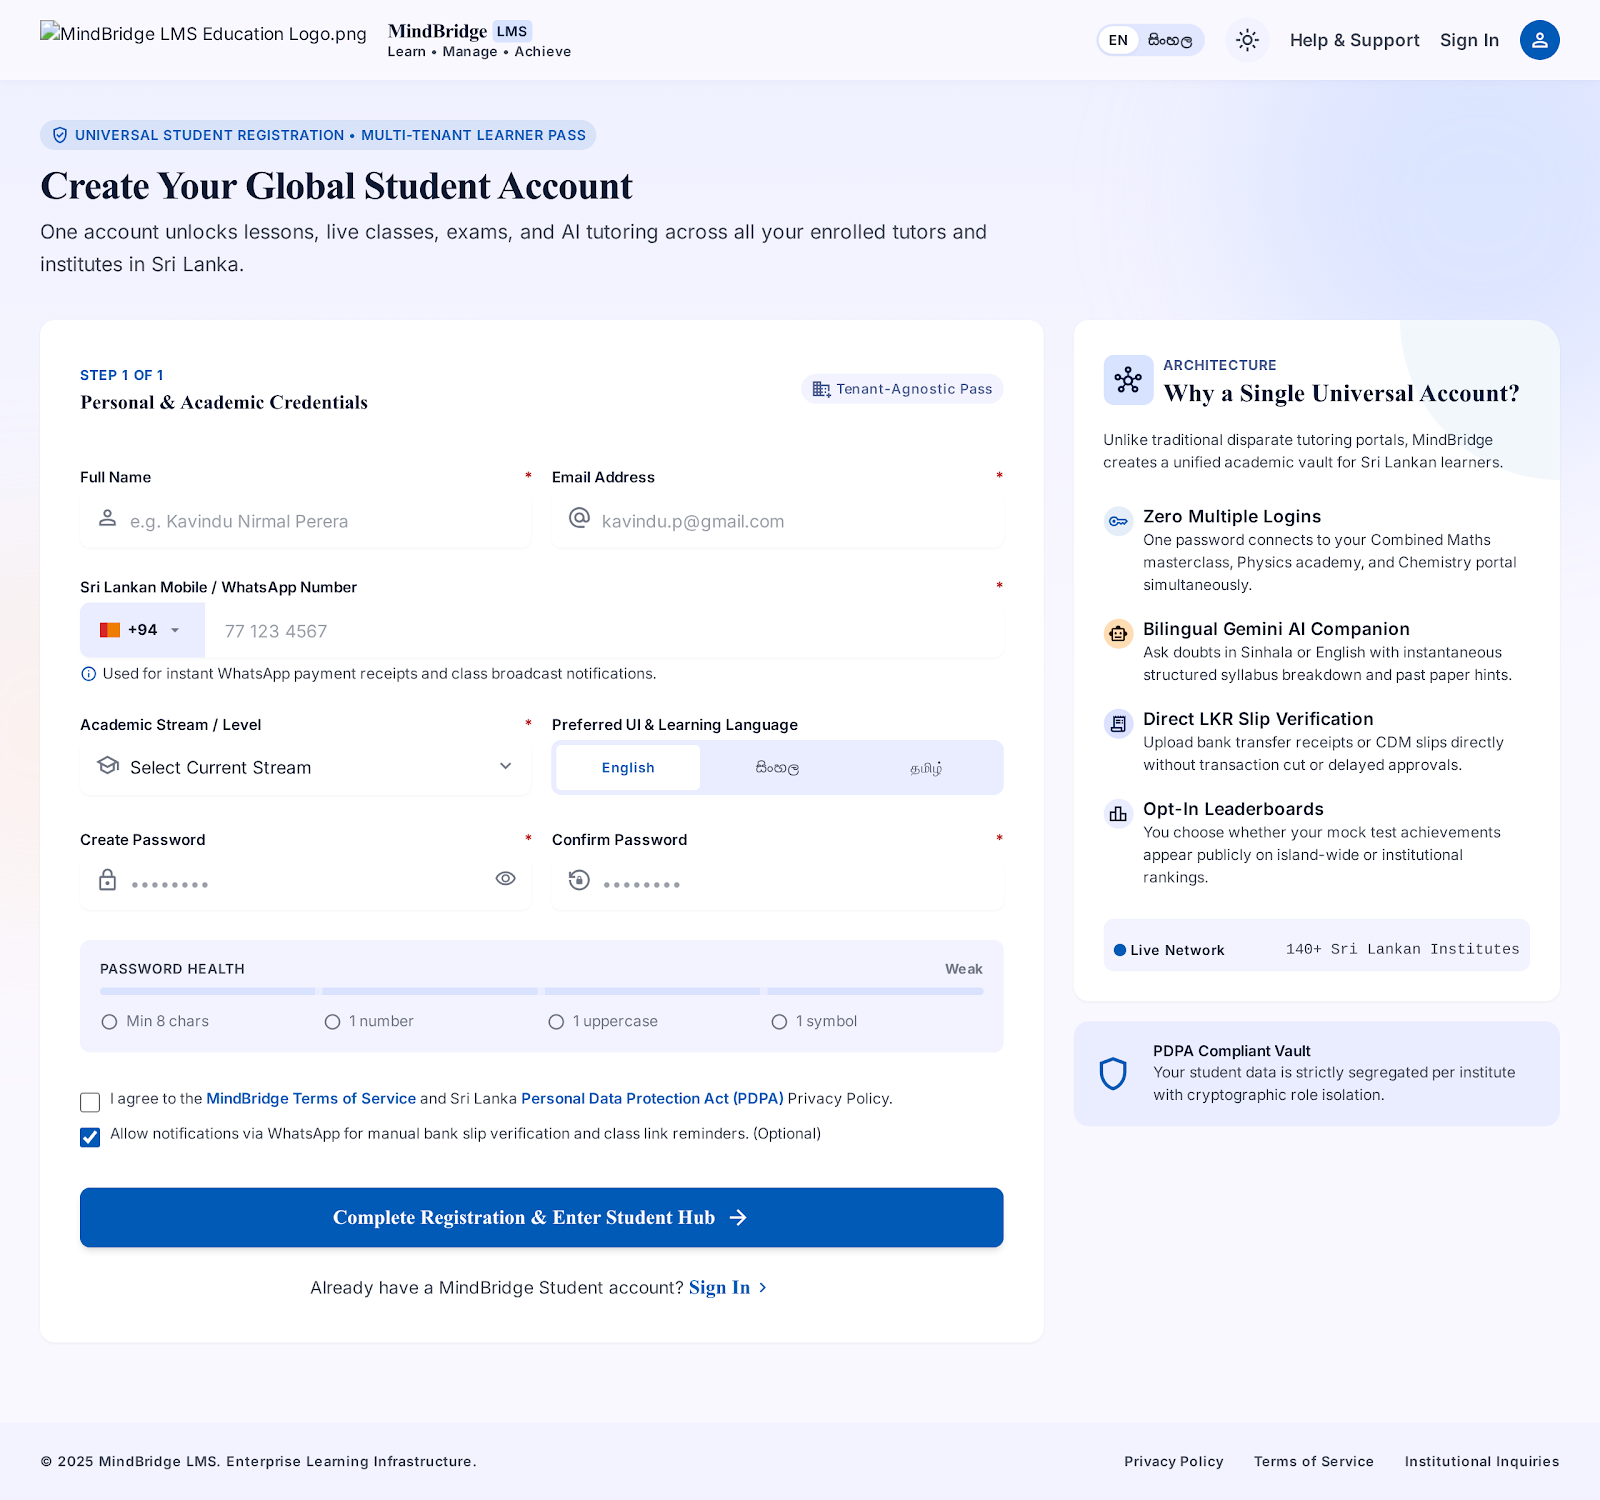 MindBridge LMS Education Logo.png
MindBridge LMS
Learn • Manage • Achieve
EN සිංහල
Help & Support
Sign In
UNIVERSAL STUDENT REGISTRATION • MULTI-TENANT LEARNER PASS
Create Your Global Student Account
One account unlocks lessons, live classes, exams, and AI tutoring across all your enrolled tutors and
institutes in Sri Lanka.
STEP 1 OF 1
Personal & Academic Credentials
Tenant-Agnostic Pass
Full Name *
e.g. Kavindu Nirmal Perera
Email Address *
kavindu.p@gmail.com
Sri Lankan Mobile / WhatsApp Number *
+94
77 123 4567
Used for instant WhatsApp payment receipts and class broadcast notifications.
Academic Stream / Level *
Select Current Stream
Preferred UI & Learning Language
English සිංහල தமிழ்
Create Password *
Confirm Password *
PASSWORD HEALTH
Weak
Min 8 chars
1 number
1 uppercase
1 symbol
I agree to the MindBridge Terms of Service and Sri Lanka Personal Data Protection Act (PDPA) Privacy Policy.
Allow notifications via WhatsApp for manual bank slip verification and class link reminders. (Optional)
Complete Registration & Enter Student Hub
Already have a MindBridge Student account? Sign In
ARCHITECTURE
Why a Single Universal Account?
Unlike traditional disparate tutoring portals, MindBridge
creates a unified academic vault for Sri Lankan learners.
Zero Multiple Logins
One password connects to your Combined Maths
masterclass, Physics academy, and Chemistry portal
simultaneously.
Bilingual Gemini AI Companion
Ask doubts in Sinhala or English with instantaneous
structured syllabus breakdown and past paper hints.
Direct LKR Slip Verification
Upload bank transfer receipts or CDM slips directly
without transaction cut or delayed approvals.
Opt-In Leaderboards
You choose whether your mock test achievements
appear publicly on island-wide or institutional
rankings.
Live Network
140+ Sri Lankan Institutes
PDPA Compliant Vault
Your student data is strictly segregated per institute
with cryptographic role isolation.
© 2025 MindBridge LMS. Enterprise Learning Infrastructure.
Privacy Policy
Terms of Service
Institutional Inquiries